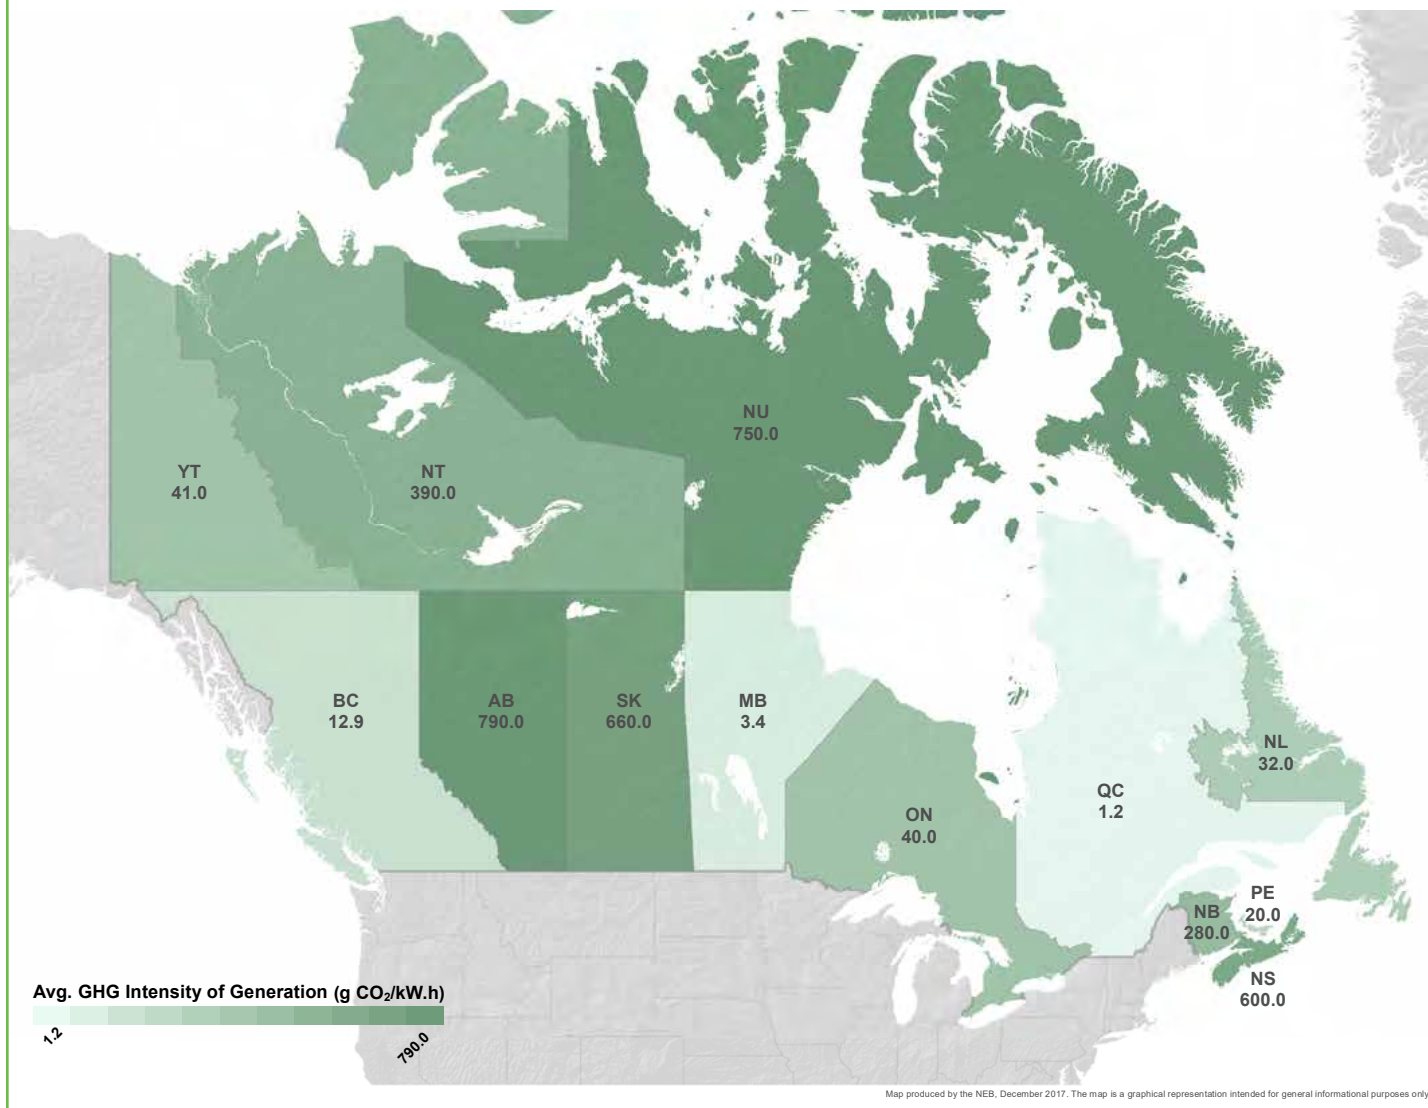 NU
750.0
YT
41.0
NT
390.0
BC
12.9
AB
790.0
SK
660.0
MB
3.4
NL
32.0
QC
1.2
ON
40.0
PE
20.0
NB
280.0
NS
600.0
Avg. GHG Intensity of Generation (g CO₂/kW.h)
1.2
790.0
Map produced by the NEB, December 2017. The map is a graphical representation intended for general informational purposes only